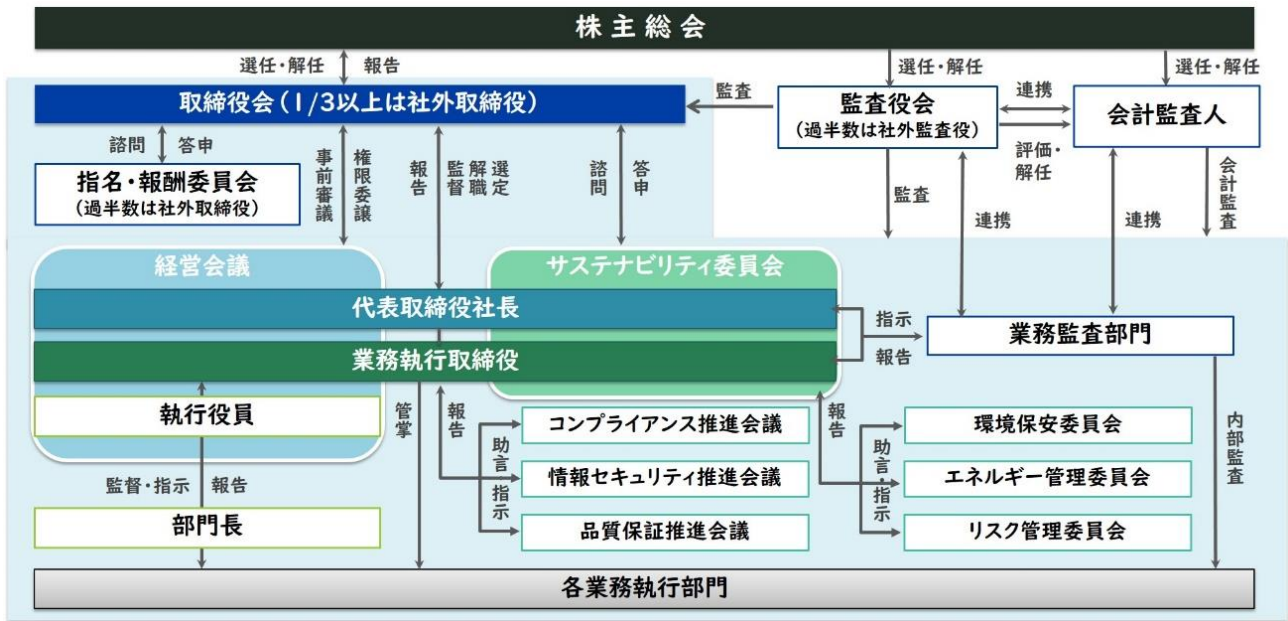 株主総会
選任・解任
報告
選任・解任
選任・解任
取締役会(1/3以上は社外取締役)
監査
監査役会
(過半数は社外監査役)
連携
評価・
解任
会計監査人
諮問
答申
指名・報酬委員会
(過半数は社外取締役)
事前審議
権限委譲
報告
監督
解職
選定
諮問
答申
監査
連携
連携
会計監査
経営会議
サステナビリティ委員会
代表取締役社長
業務執行取締役
指示
報告
業務監査部門
執行役員
管掌
報告
助言・指示
コンプライアンス推進会議
情報セキュリティ推進会議
品質保証推進会議
報告
助言・指示
環境保安委員会
エネルギー管理委員会
リスク管理委員会
内部監査
監督・指示
報告
部門長
各業務執行部門